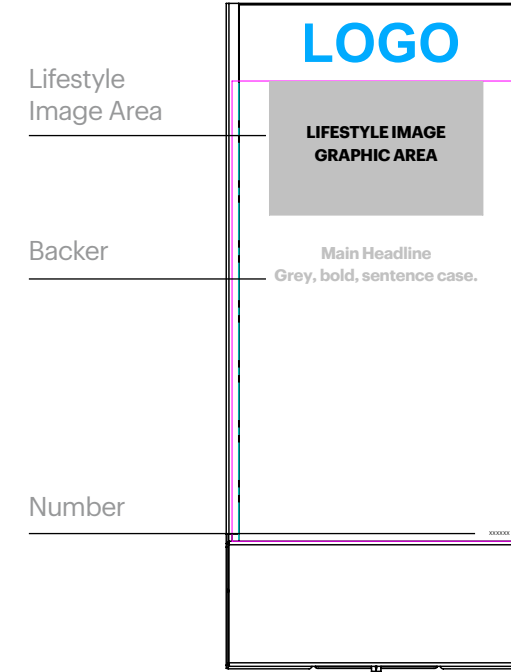 LOGO
Lifestyle
Image Area
LIFESTYLE IMAGE
GRAPHIC AREA
Backer
Main Headline
Grey, bold, sentence case.
Number
xxxxxx